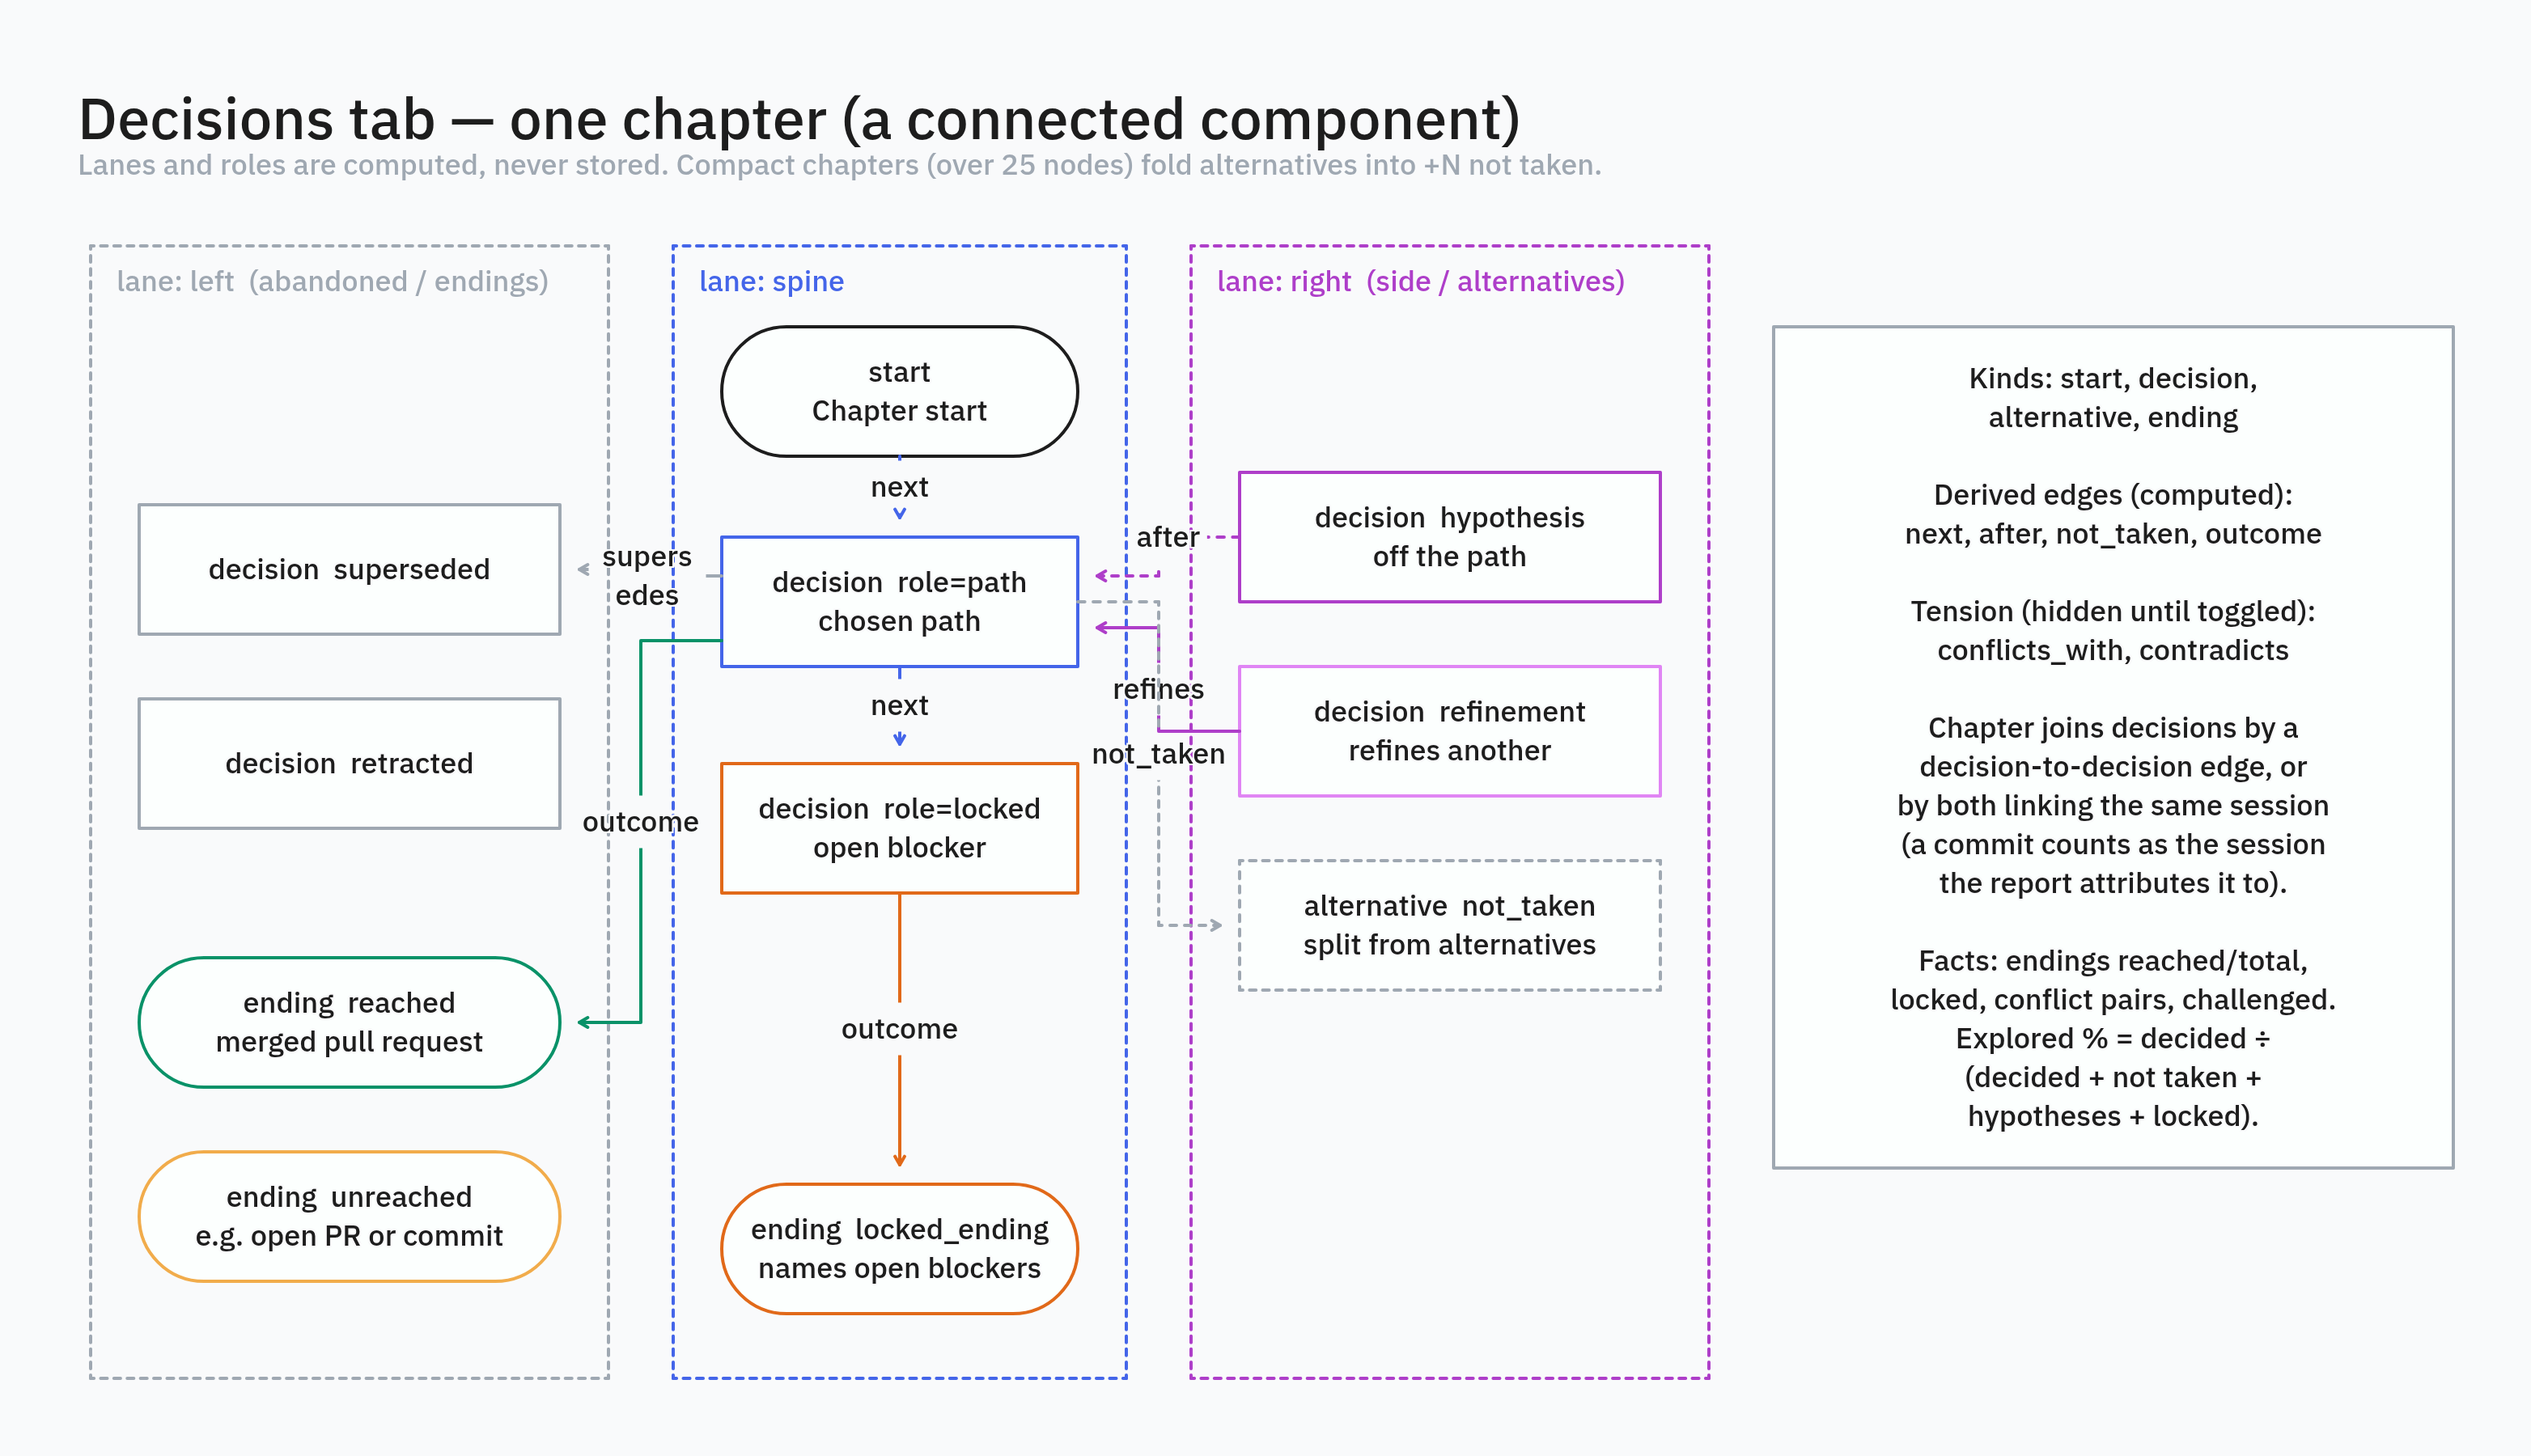 Decisions tab — one chapter (a connected component)
Lanes and roles are computed, never stored. Compact chapters (over 25 nodes) fold alternatives into +N not taken.
lane: left (abandoned / endings)
decision superseded
decision retracted
ending reached
merged pull request
ending unreached
e.g. open PR or commit
supers
edes
outcome
lane: spine
start
Chapter start
next
decision role=path
chosen path
next
decision role=locked
open blocker
outcome
ending locked_ending
names open blockers
after
refines
not_taken
lane: right (side / alternatives)
decision hypothesis
off the path
decision refinement
refines another
alternative not_taken
split from alternatives
Kinds: start, decision,
alternative, ending
Derived edges (computed):
next, after, not_taken, outcome
Tension (hidden until toggled):
conflicts_with, contradicts
Chapter joins decisions by a
decision-to-decision edge, or
by both linking the same session
(a commit counts as the session
the report attributes it to).
Facts: endings reached/total,
locked, conflict pairs, challenged.
Explored % = decided ÷
(decided + not taken +
hypotheses + locked).